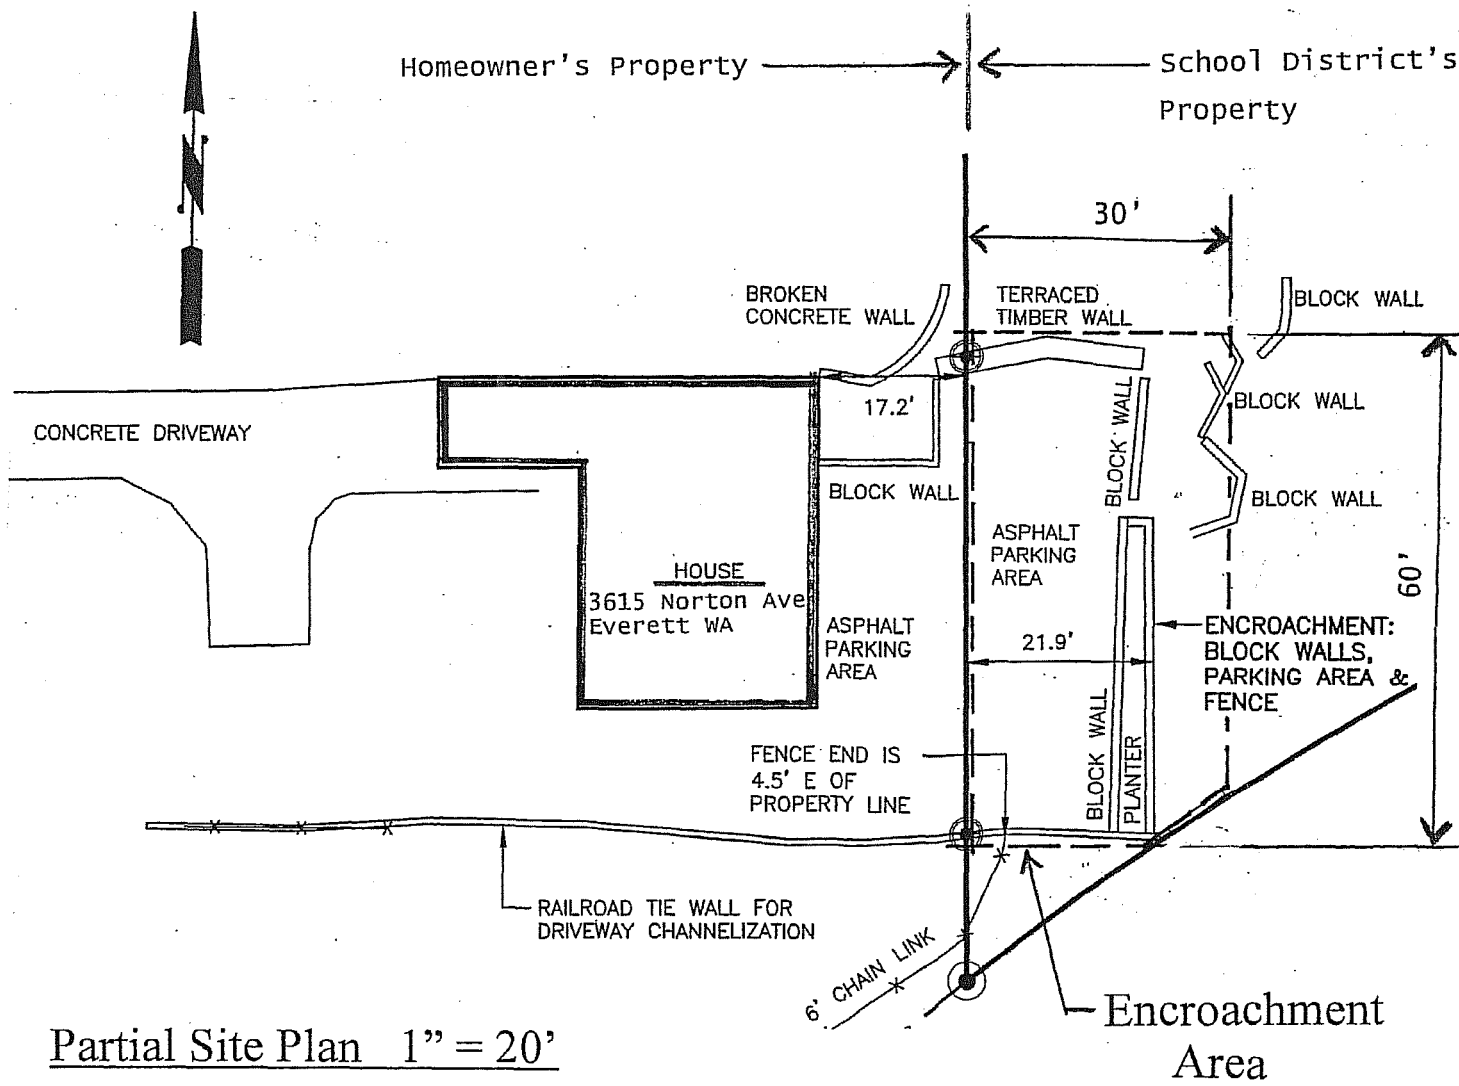 Homeowner's Property
School District's
Property
N
30'
BROKEN
CONCRETE WALL
TERRACED
TIMBER WALL
BLOCK WALL
17.2'
BLOCK WALL
BLOCK WALL
CONCRETE DRIVEWAY
BLOCK WALL
BLOCK WALL
ASPHALT
PARKING
AREA
HOUSE
3615 Norton Ave
Everett WA
60'
ASPHALT
PARKING
AREA
21.9'
ENCROACHMENT:
BLOCK WALLS,
PARKING AREA &
FENCE
FENCE END IS
4.5' E OF
PROPERTY LINE
BLOCK WALL
PLANTER
RAILROAD TIE WALL FOR
DRIVEWAY CHANNELIZATION
6' CHAIN LINK
Encroachment
Area
Partial Site Plan 1” = 20’